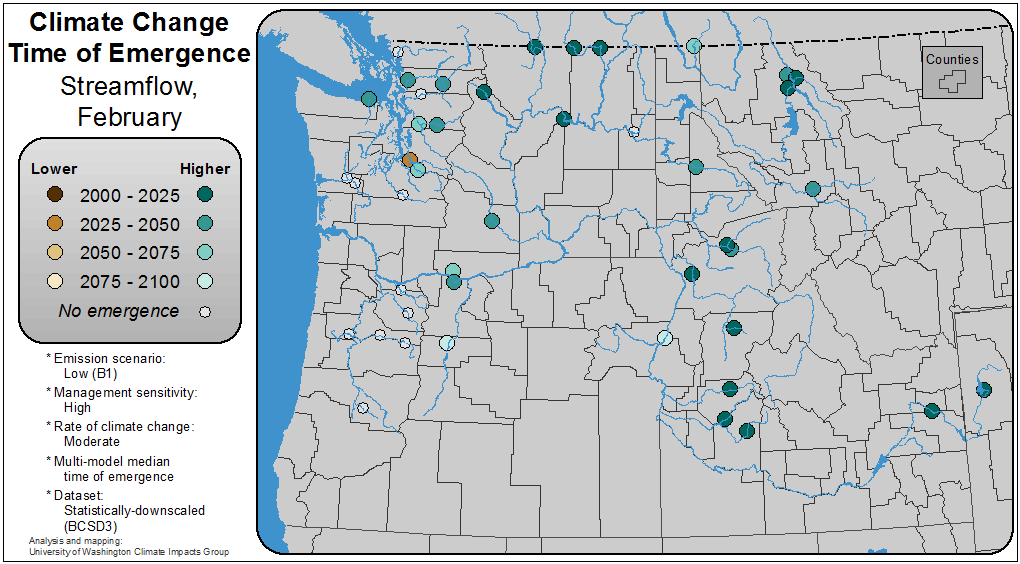 Climate Change
Time of Emergence
Streamflow,
February
Lower Higher
2000 - 2025
2025 - 2050
2050 - 2075
2075 - 2100
No emergence
* Emission scenario:
Low (B1)
* Management sensitivity:
High
* Rate of climate change:
Moderate
* Multi-model median
time of emergence
* Dataset:
Statistically-downscaled
(BCSD3)
Analysis and mapping:
University of Washington Climate Impacts Group
Counties